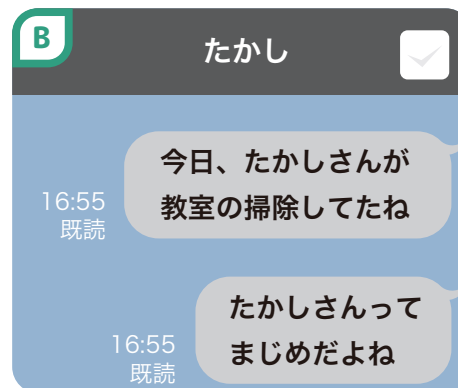 B
たかし
今日、たかしさんが
教室の掃除してたね
16:55
既読
たかしさんって
まじめだよね
16:55
既読